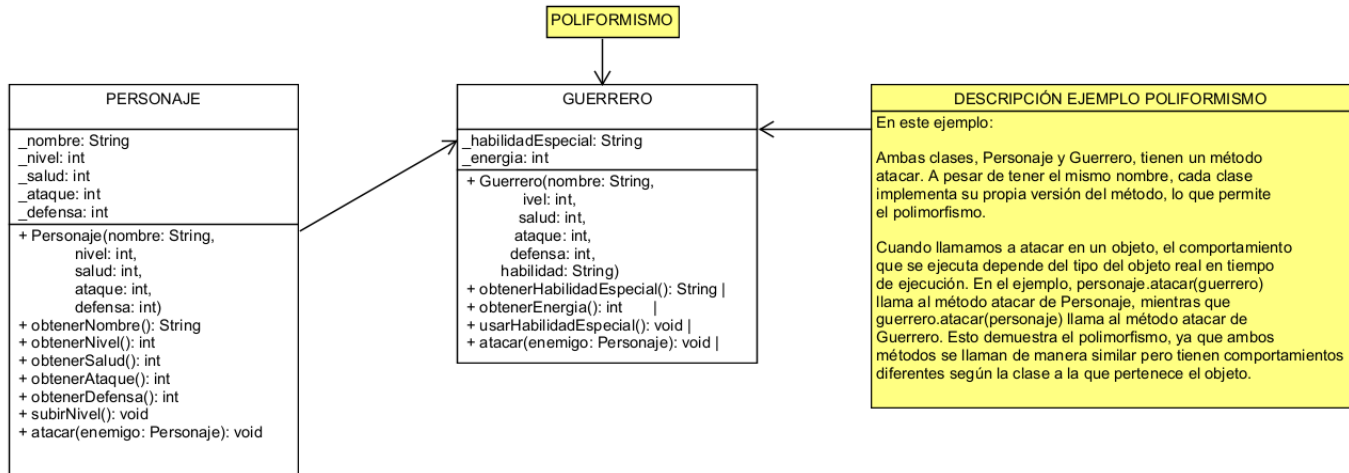 POLIFORMISMO
PERSONAJE
_nombre: String
_nivel: int
_salud: int
_ataque: int
_defensa: int
+ Personaje(nombre: String,
nivel: int,
salud: int,
ataque: int,
defensa: int)
+ obtenerNombre(): String
+ obtenerNivel(): int
+ obtenerSalud(): int
+ obtenerAtaque(): int
+ obtenerDefensa(): int
+ subirNivel(): void
+ atacar(enemigo: Personaje): void
GUERRERO
_habilidadEspecial: String
_energia: int
+ Guerrero(nombre: String,
ivel: int,
salud: int,
ataque: int,
defensa: int,
habilidad: String)
+ obtenerHabilidadEspecial(): String |
+ obtenerEnergia(): int |
+ usarHabilidadEspecial(): void |
+ atacar(enemigo: Personaje): void |
DESCRIPCIÓN EJEMPLO POLIFORMISMO
En este ejemplo:
Ambas clases, Personaje y Guerrero, tienen un método
atacar. A pesar de tener el mismo nombre, cada clase
implementa su propia versión del método, lo que permite
el polimorfismo.
Cuando llamamos a atacar en un objeto, el comportamiento
que se ejecuta depende del tipo del objeto real en tiempo
de ejecución. En el ejemplo, personaje.atacar(guerrero)
llama al método atacar de Personaje, mientras que
guerrero.atacar(personaje) llama al método atacar de
Guerrero. Esto demuestra el polimorfismo, ya que ambos
métodos se llaman de manera similar pero tienen comportamientos
diferentes según la clase a la que pertenece el objeto.